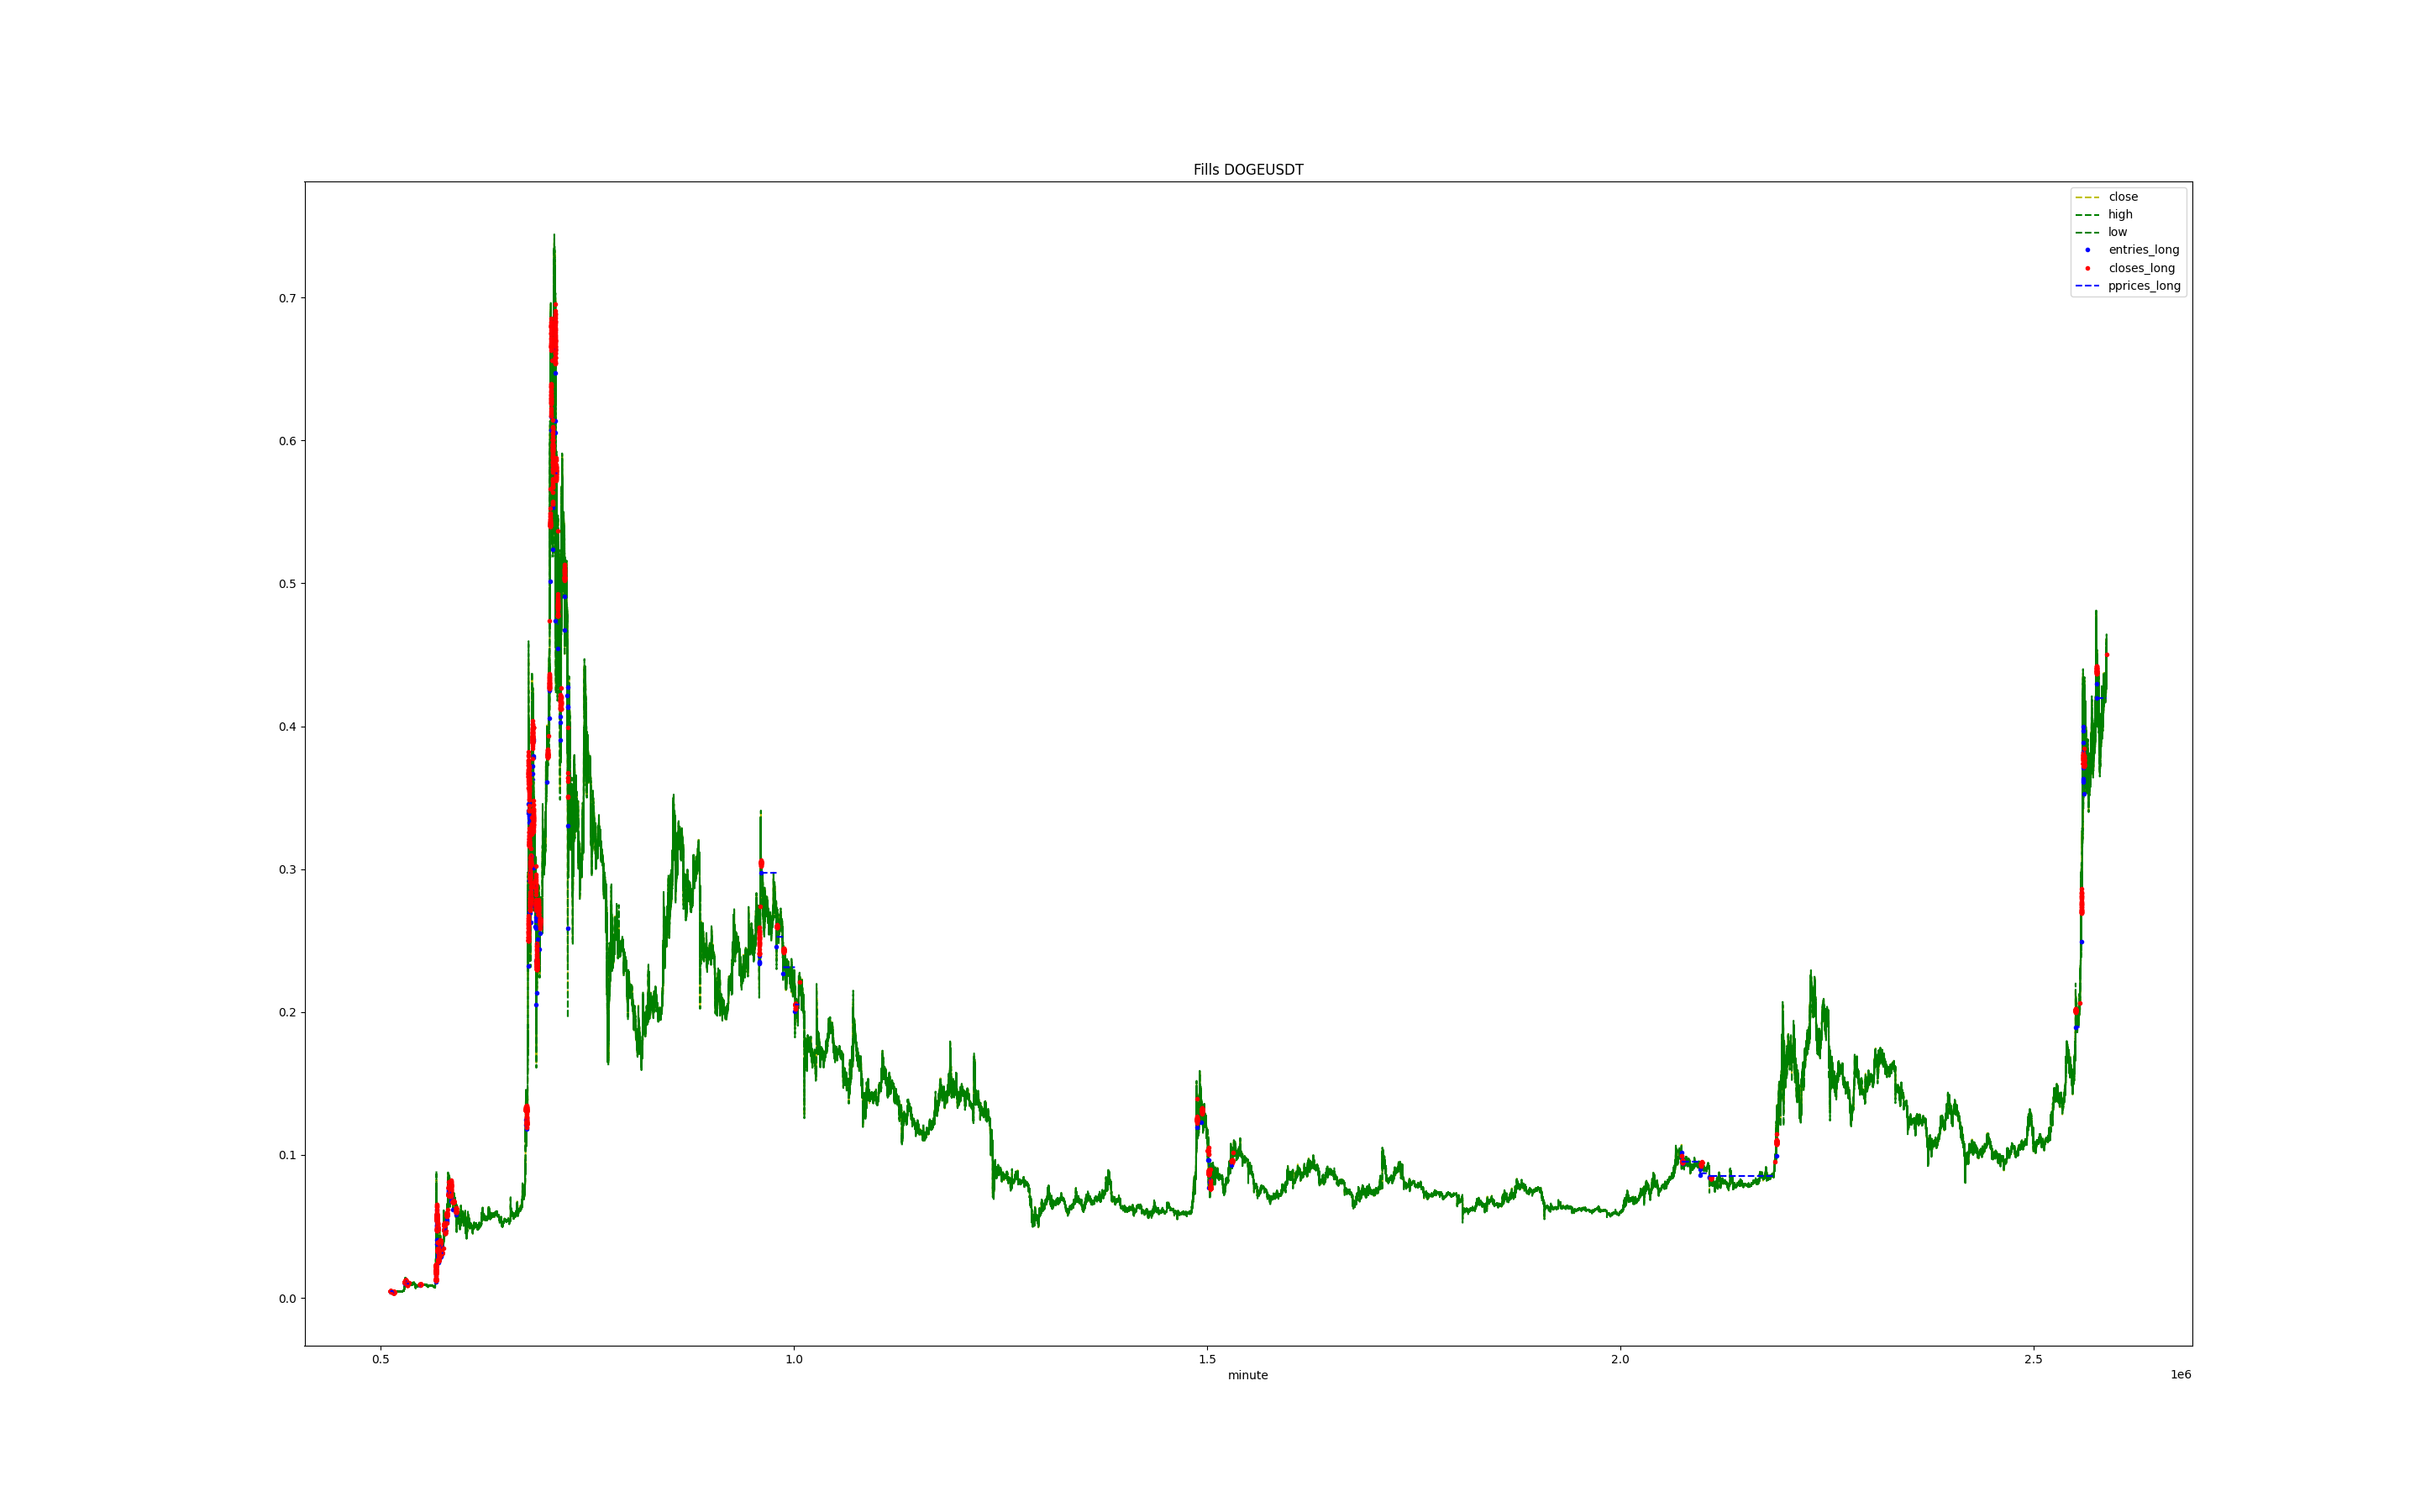 Fills DOGEUSDT
close
high
low
entries_long
closes_long
pprices_long
0.7
0.6
0.5
0.4
0.3
0.2
0.1
0.0
0.5 1.0 1.5 2.0 2.5
minute
1e6